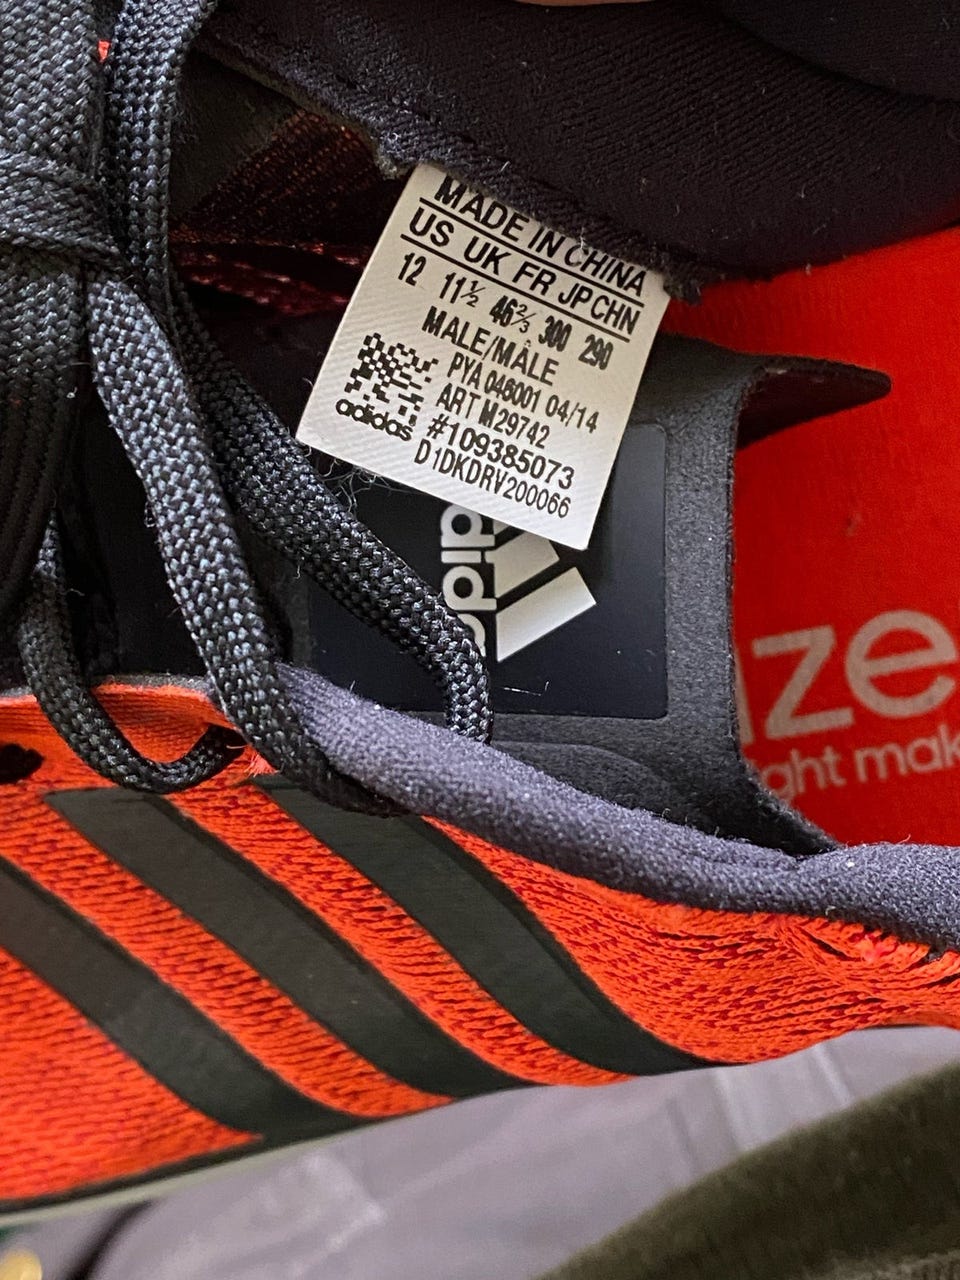 MADE IN CHINA
US UK FR JP CHN
12 11½ 46⅔ 300 290
MALE/MÂLE
PYA 046001 04/14
ART M29742
#109385073
D1DKDRV200066
adidas
adid
ze
ght mak